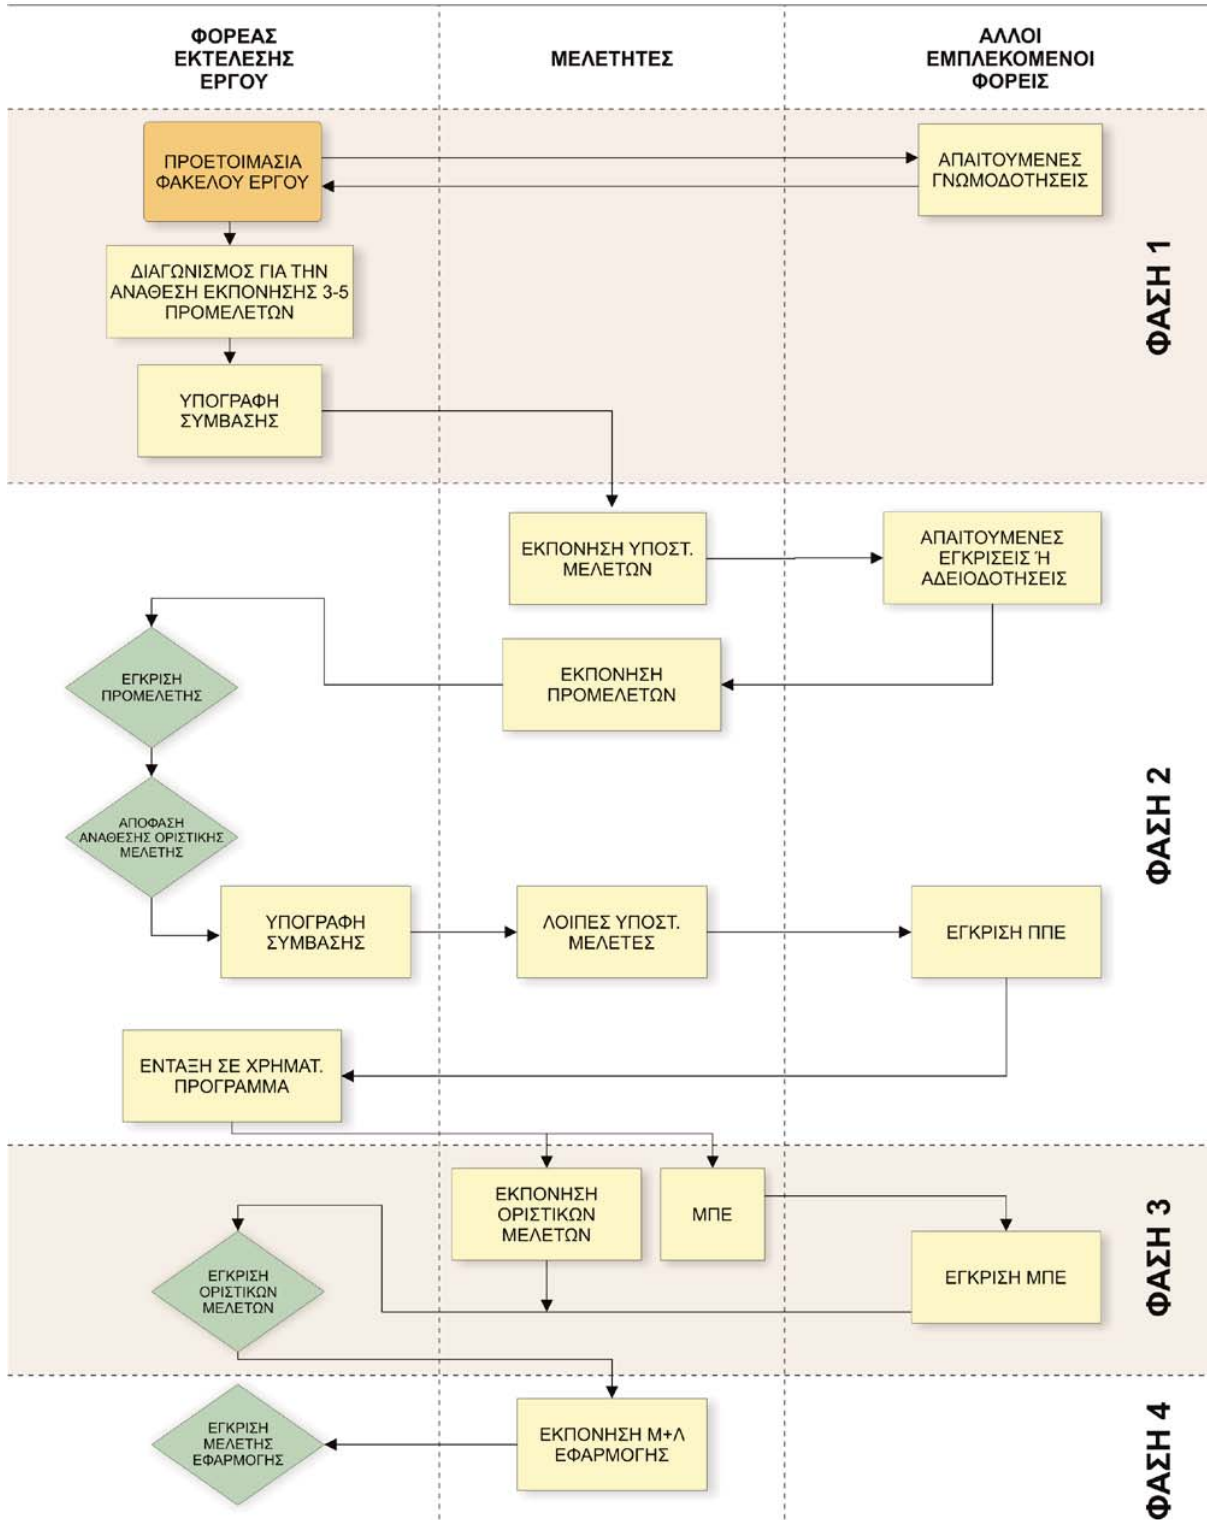 ΦΟΡΕΑΣ
ΕΚΤΕΛΕΣΗΣ
ΕΡΓΟΥ
ΜΕΛΕΤΗΤΕΣ
ΑΛΛΟΙ
ΕΜΠΛΕΚΟΜΕΝΟΙ
ΦΟΡΕΙΣ
ΠΡΟΕΤΟΙΜΑΣΙΑ
ΦΑΚΕΛΟΥ ΕΡΓΟΥ
ΑΠΑΙΤΟΥΜΕΝΕΣ
ΓΝΩΜΟΔΟΤΗΣΕΙΣ
ΔΙΑΓΩΝΙΣΜΟΣ ΓΙΑ ΤΗΝ
ΑΝΑΘΕΣΗ ΕΚΠΟΝΗΣΗΣ 3-5
ΠΡΟΜΕΛΕΤΩΝ
ΥΠΟΓΡΑΦΗ
ΣΥΜΒΑΣΗΣ
ΦΑΣΗ 1
ΕΚΠΟΝΗΣΗ ΥΠΟΣΤ.
ΜΕΛΕΤΩΝ
ΑΠΑΙΤΟΥΜΕΝΕΣ
ΕΓΚΡΙΣΕΙΣ Ή
ΑΔΕΙΟΔΟΤΗΣΕΙΣ
ΕΓΚΡΙΣΗ
ΠΡΟΜΕΛΕΤΗΣ
ΕΚΠΟΝΗΣΗ
ΠΡΟΜΕΛΕΤΩΝ
ΑΠΟΦΑΣΗ
ΑΝΑΘΕΣΗΣ ΟΡΙΣΤΙΚΗΣ
ΜΕΛΕΤΗΣ
ΥΠΟΓΡΑΦΗ
ΣΥΜΒΑΣΗΣ
ΛΟΙΠΕΣ ΥΠΟΣΤ.
ΜΕΛΕΤΕΣ
ΕΓΚΡΙΣΗ ΠΠΕ
ΕΝΤΑΞΗ ΣΕ ΧΡΗΜΑΤ.
ΠΡΟΓΡΑΜΜΑ
ΦΑΣΗ 2
ΕΚΠΟΝΗΣΗ
ΟΡΙΣΤΙΚΩΝ
ΜΕΛΕΤΩΝ
ΜΠΕ
ΕΓΚΡΙΣΗ
ΟΡΙΣΤΙΚΩΝ
ΜΕΛΕΤΩΝ
ΕΓΚΡΙΣΗ ΜΠΕ
ΦΑΣΗ 3
ΕΓΚΡΙΣΗ
ΜΕΛΕΤΗΣ
ΕΦΑΡΜΟΓΗΣ
ΕΚΠΟΝΗΣΗ Μ+Λ
ΕΦΑΡΜΟΓΗΣ
ΦΑΣΗ 4